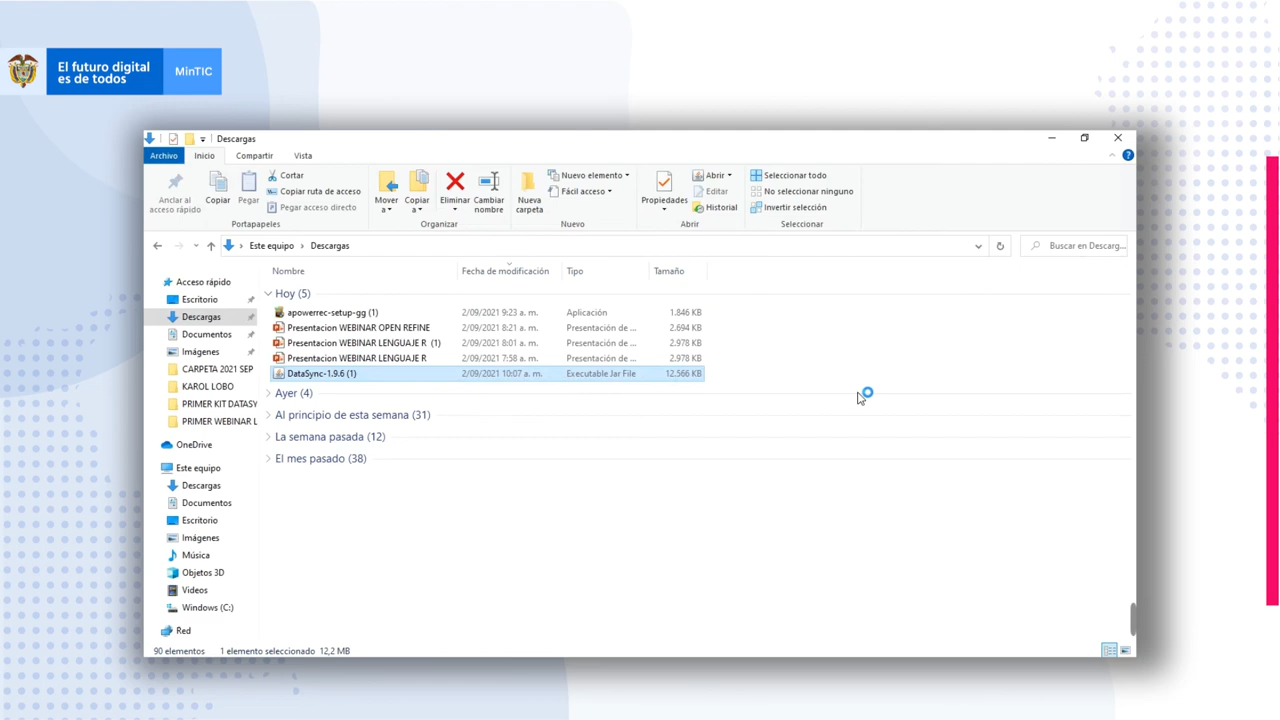 El futuro digital
es de todos
MinTIC
Descargas
Archivo Inicio Compartir Vista
Anclar al
acceso rápido
Copiar
Pegar
Cortar
Copiar ruta de acceso
Pegar acceso directo
Portapapeles
Mover
a
Copiar
a
Eliminar
Cambiar
nombre
Organizar
Nueva
carpeta
Nuevo elemento
Fácil acceso
Nuevo
Propiedades
Abrir
Editar
Historial
Abrir
Seleccionar todo
No seleccionar ninguno
Invertir selección
Seleccionar
Este equipo > Descargas
Buscar en Descarg...
Acceso rápido
Escritorio
Descargas
Documentos
Imágenes
CARPETA 2021 SEP
KAROL LOBO
PRIMER KIT DATASY
PRIMER WEBINAR L
OneDrive
Este equipo
Descargas
Documentos
Escritorio
Imágenes
Música
Objetos 3D
Videos
Windows (C:)
Red
Nombre Fecha de modificación Tipo Tamaño
Hoy (5)
apowerrec-setup-gg (1) 2/09/2021 9:23 a. m. Aplicación 1.846 KB
Presentacion WEBINAR OPEN REFINE 2/09/2021 8:21 a. m. Presentación de ... 2.694 KB
Presentacion WEBINAR LENGUAJE R (1) 2/09/2021 8:01 a. m. Presentación de ... 2.978 KB
Presentacion WEBINAR LENGUAJE R 2/09/2021 7:58 a. m. Presentación de ... 2.978 KB
DataSync-1.9.6 (1) 2/09/2021 10:07 a. m. Executable Jar File 12.566 KB
Ayer (4)
Al principio de esta semana (31)
La semana pasada (12)
El mes pasado (38)
90 elementos 1 elemento seleccionado 12,2 MB